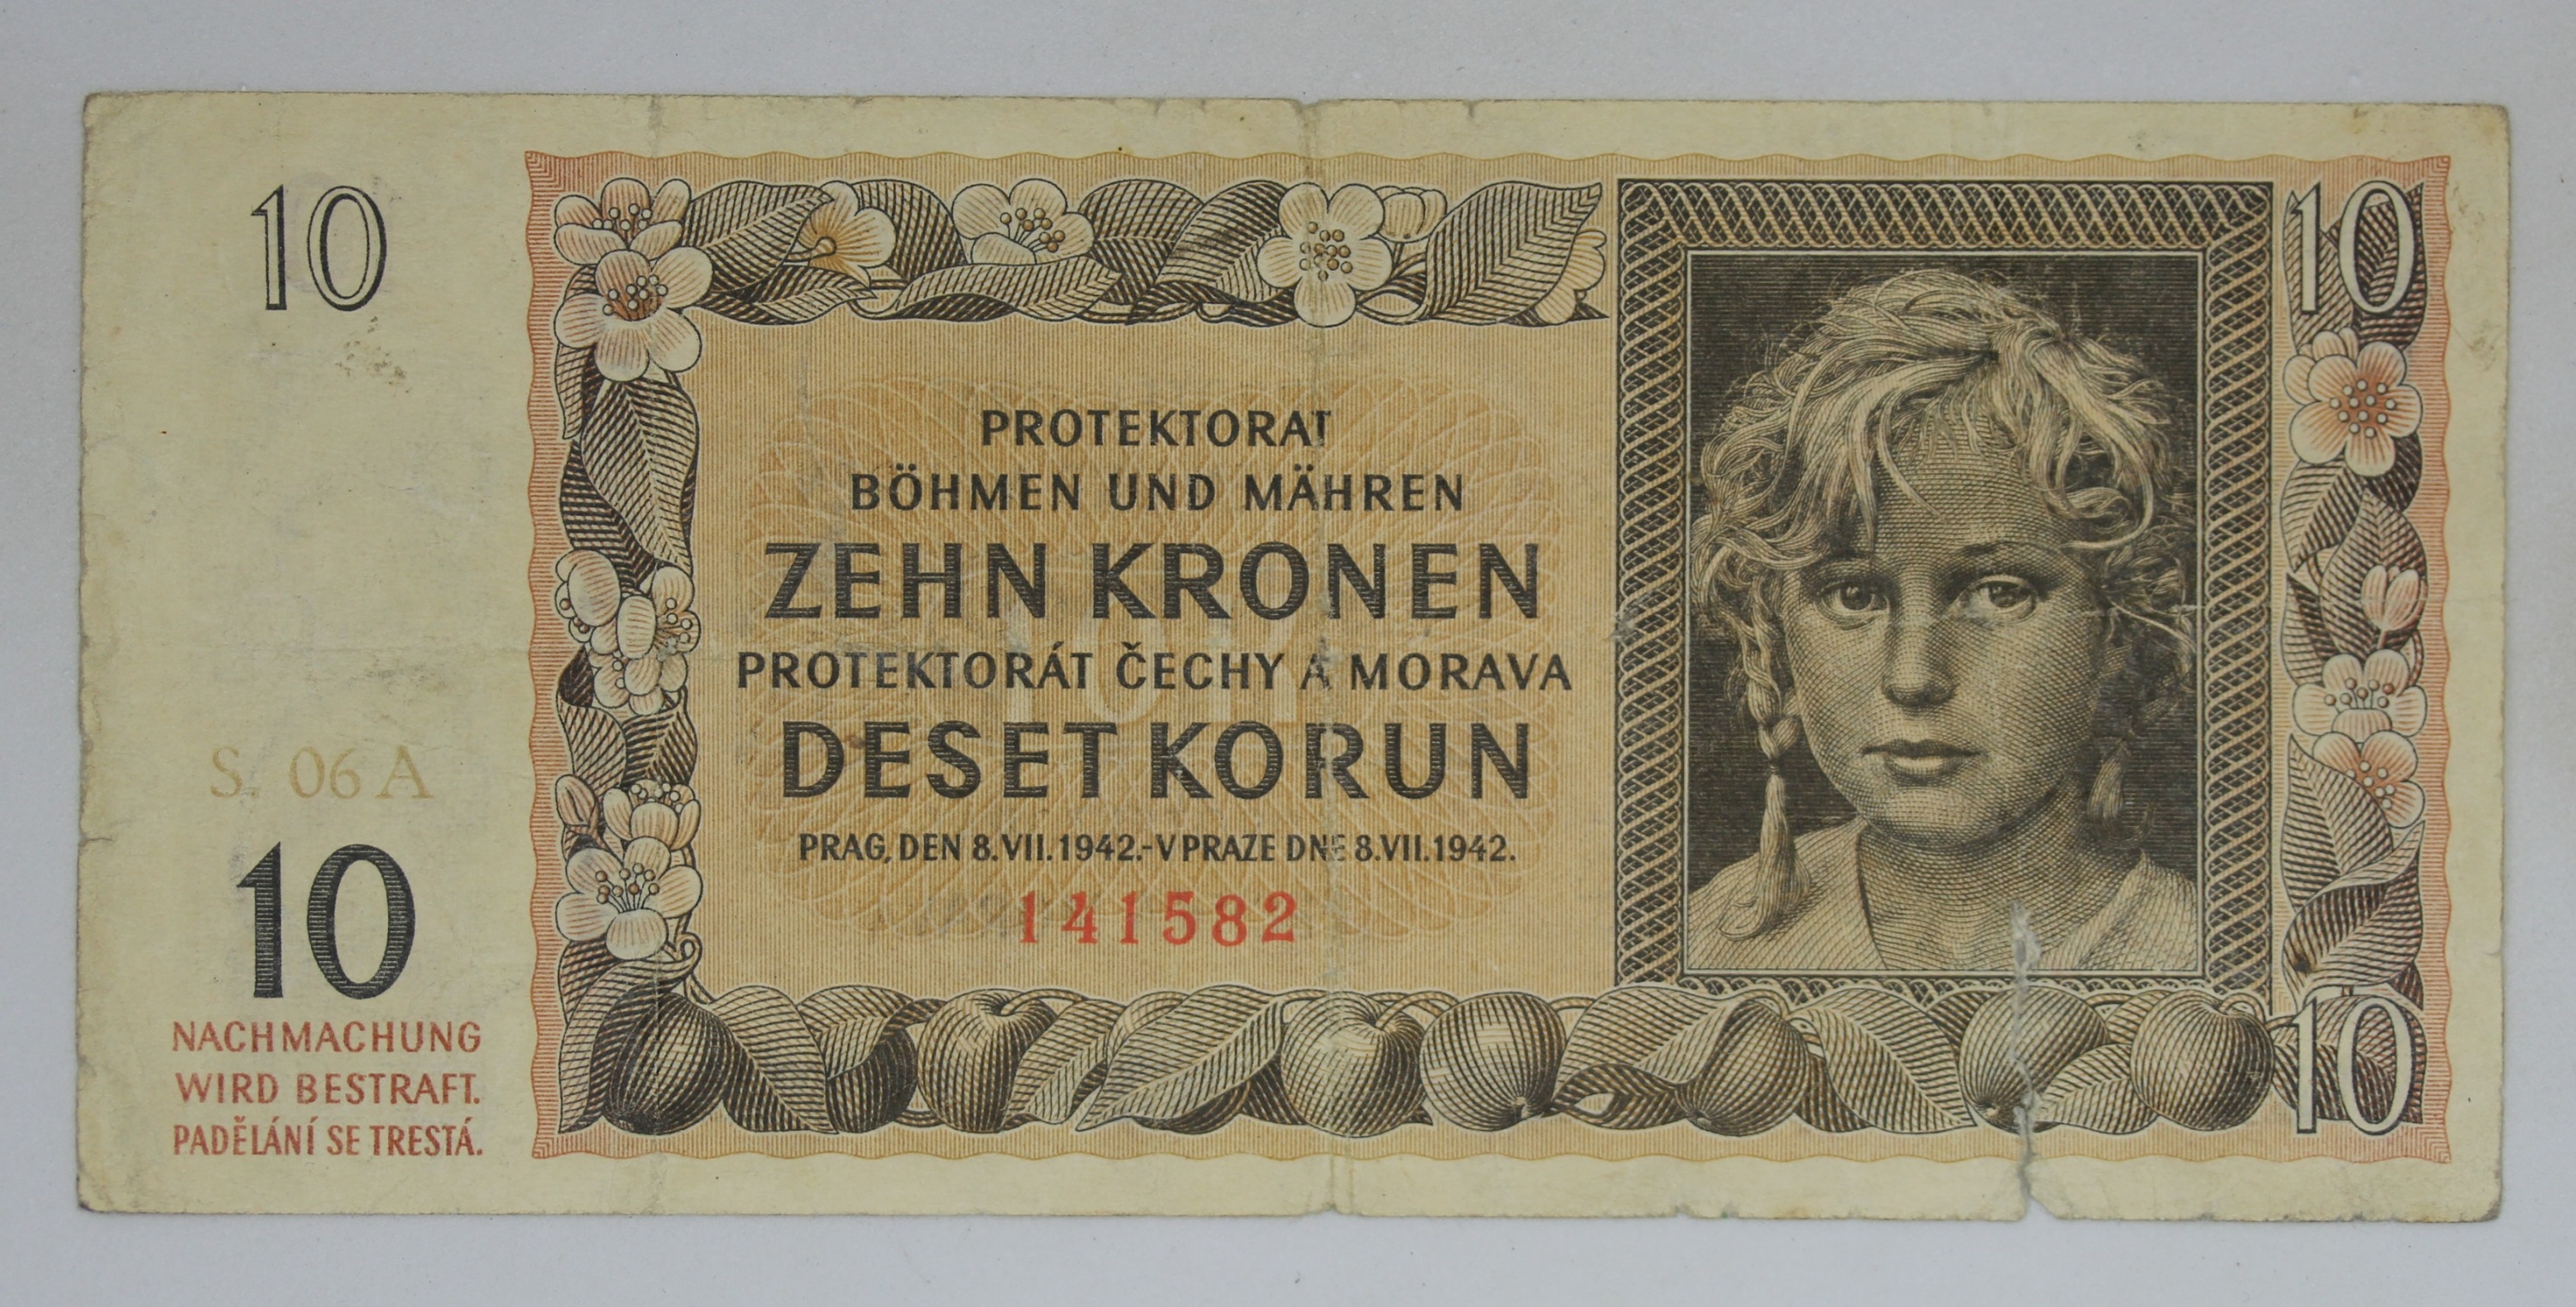 10
10
PROTEKTORAT
BÖHMEN UND MÄHREN
ZEHN KRONEN
PROTEKTORÁT ČECHY A MORAVA
DESET KORUN
PRAG, DEN 8.VII.1942.-V PRAZE DNE 8.VII.1942.
141582
S. 06 A
10
NACHMACHUNG
WIRD BESTRAFT.
PADĚLÁNÍ SE TRESTÁ.
10